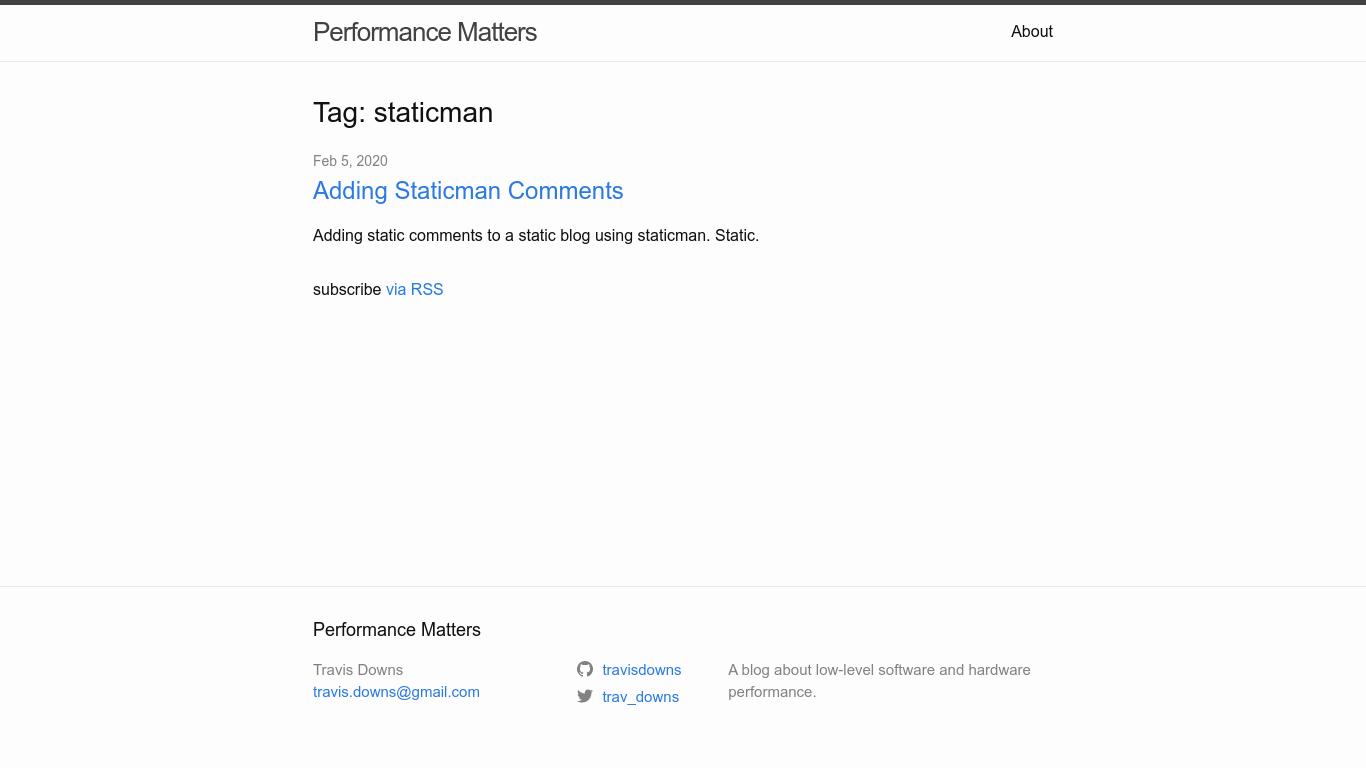 Performance Matters
About
Tag: staticman
Feb 5, 2020
Adding Staticman Comments
Adding static comments to a static blog using staticman. Static.
subscribe via RSS
Performance Matters
Travis Downs
travis.downs@gmail.com
travisdowns
trav_downs
A blog about low-level software and hardware
performance.